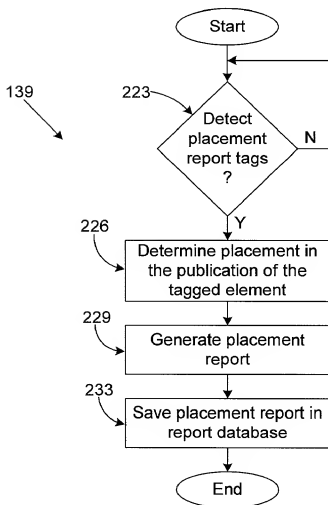 Start
139
223
Detect
placement
report tags
?
N
Y
226
Determine placement in
the publication of the
tagged element
229
Generate placement
report
233
Save placement report in
report database
End